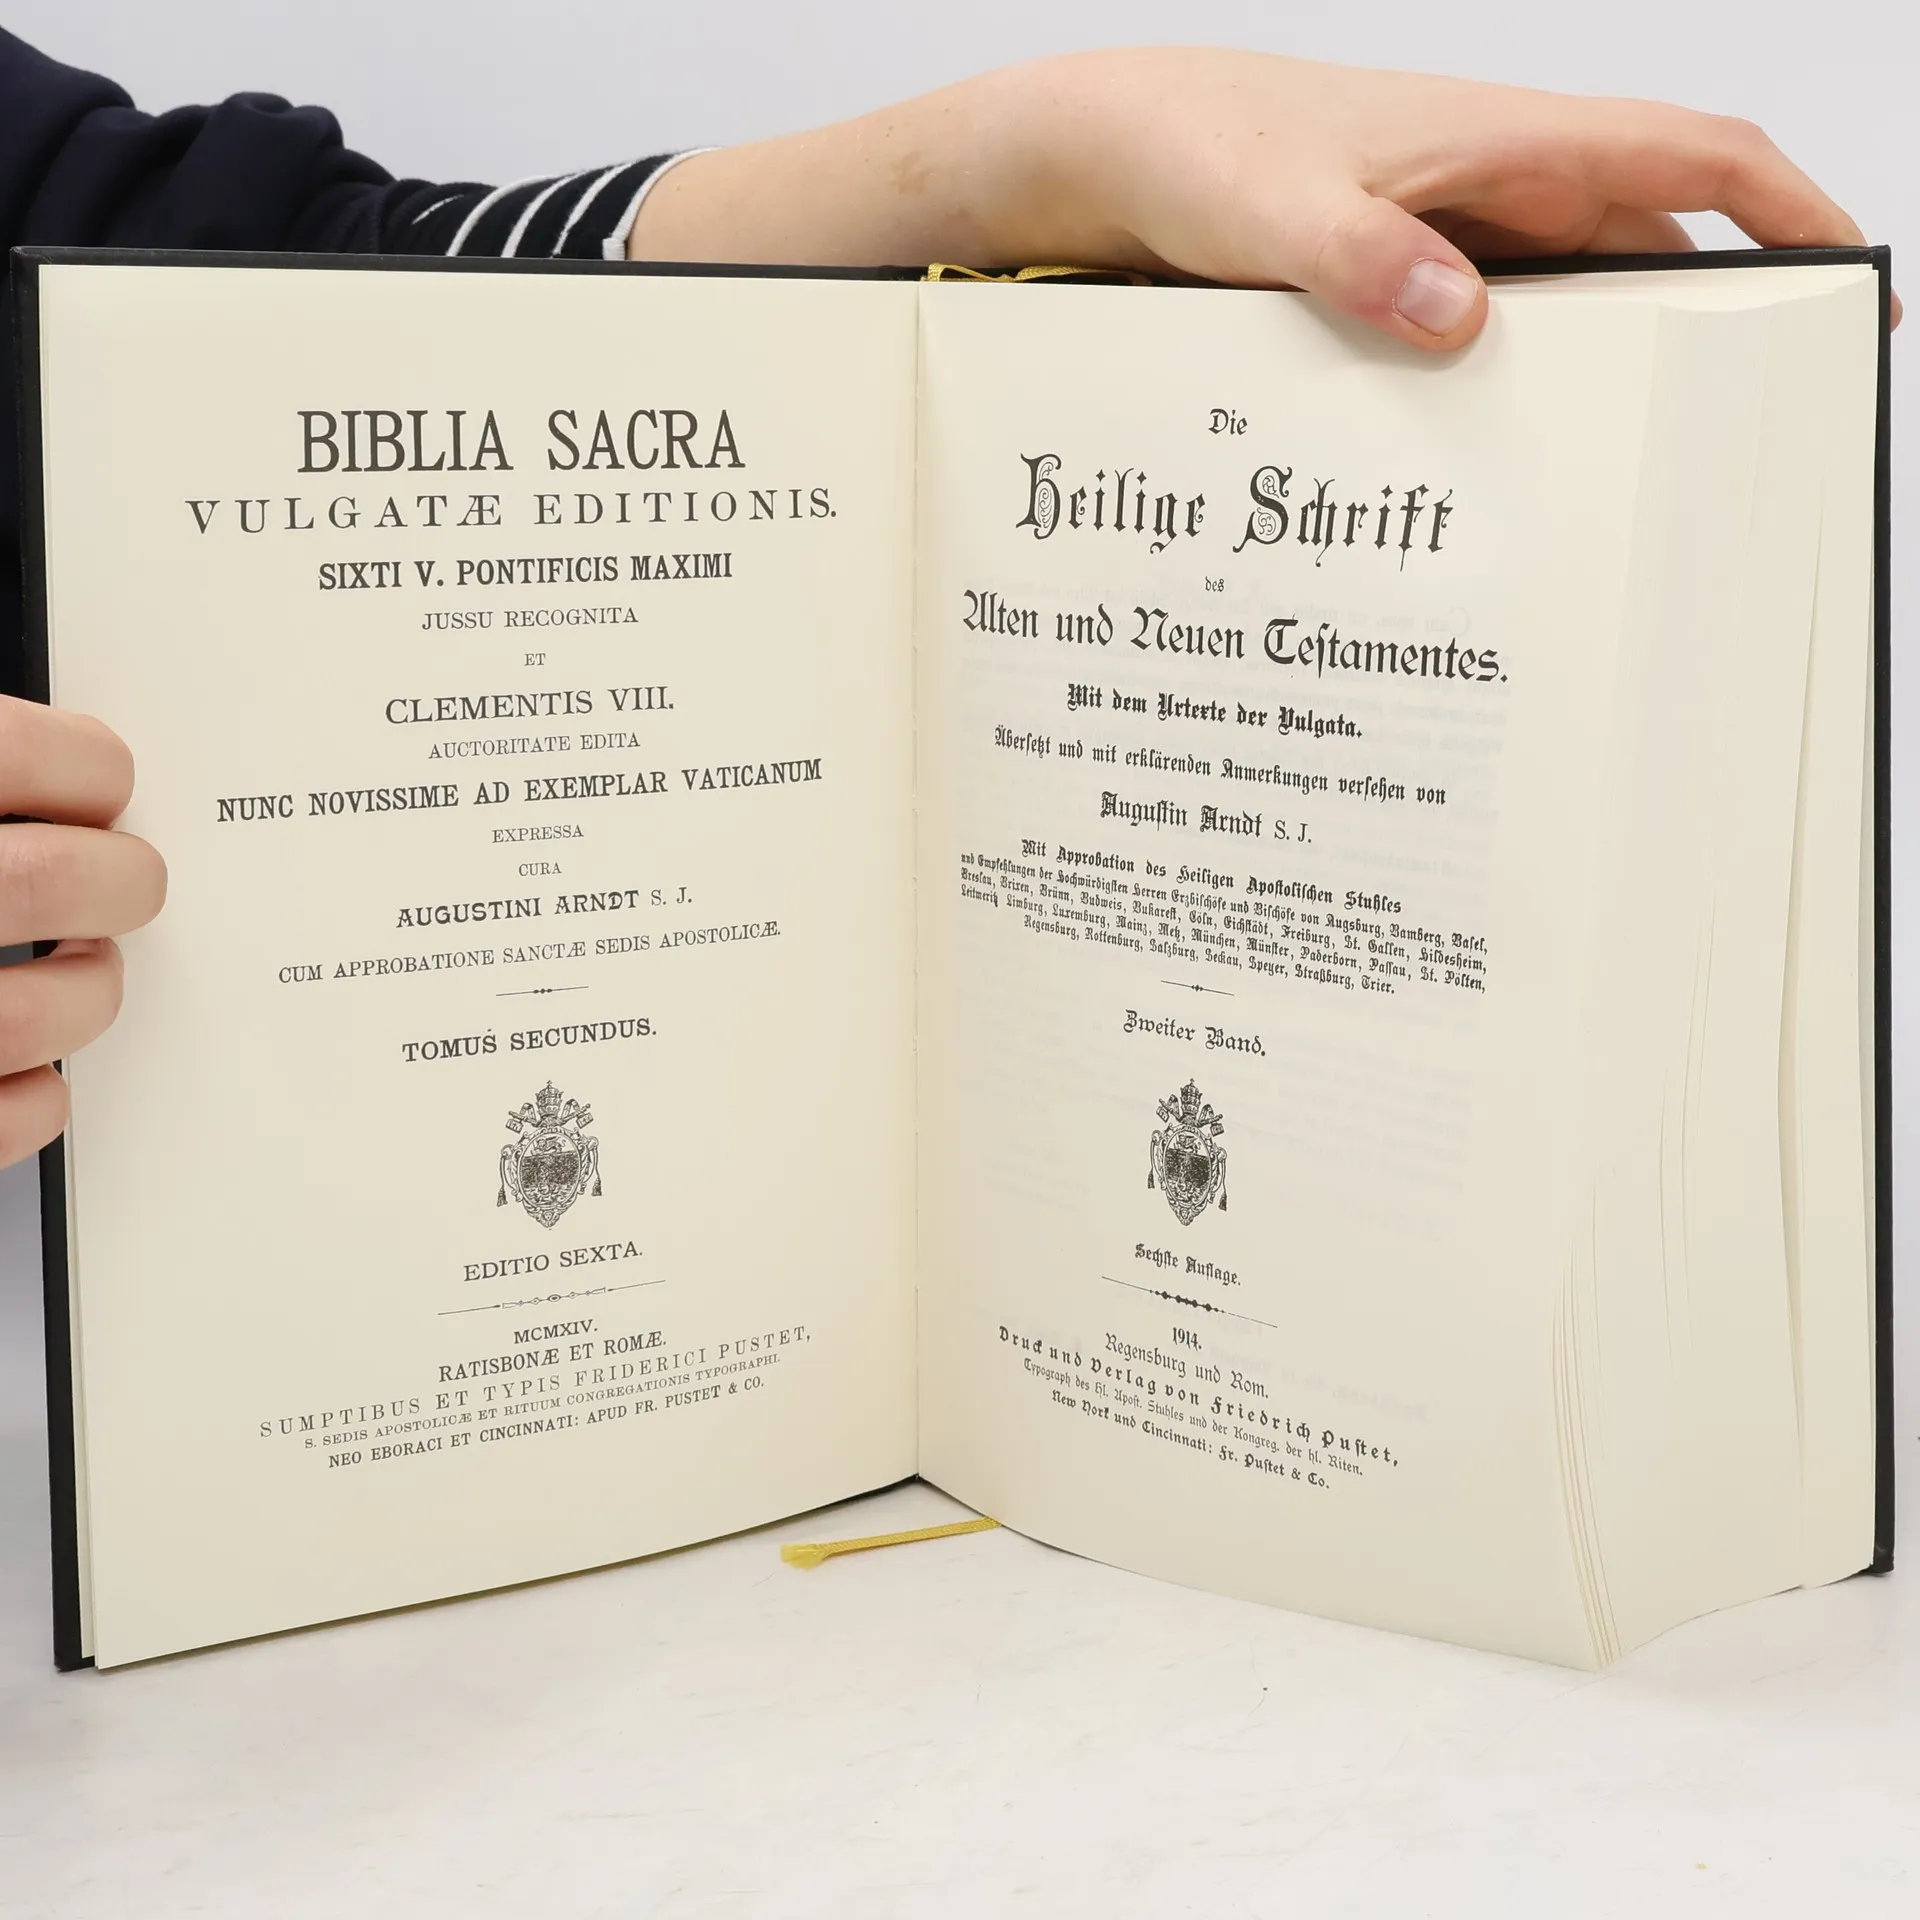 BIBLIA SACRA
VULGATÆ EDITIONIS.
SIXTI V. PONTIFICIS MAXIMI
JUSSU RECOGNITA
ET
CLEMENTIS VIII.
AUCTORITATE EDITA
NUNC NOVISSIME AD EXEMPLAR VATICANUM
EXPRESSA
CURA
AUGUSTINI ARNDT S. J.
CUM APPROBATIONE SANCTÆ SEDIS APOSTOLICÆ.
TOMUS SECUNDUS.
EDITIO SEXTA.
MCMXIV.
RATISBONÆ ET ROMÆ.
SUMPTIBUS ET TYPIS FRIDERICI PUSTET,
S. SEDIS APOSTOLICÆ ET RITUUM CONGREGATIONIS TYPOGRAPHI.
NEO EBORACI ET CINCINNATI: APUD FR. PUSTET & CO.
Die
Heilige Schrift
des
Alten und Neuen Teſtamentes.
Mit dem Urtexte der Vulgata.
Überſetzt und mit erklärenden Anmerkungen verſehen von
Auguſtin Arndt S. J.
Mit Approbation des Heiligen Apoſtoliſchen Stuhles
und Empfehlungen der Hochwürdigſten Herren Erzbiſchöfe und Biſchöfe von Augsburg, Bamberg, Baſel,
Breslau, Brixen, Brünn, Budweis, Bukareſt, Cöln, Eichſtädt, Freiburg, St. Gallen, Hildesheim,
Leitmeritz Limburg, Luxemburg, Mainz, Metz, München, Münſter, Paderborn, Paſſau, St. Pölten,
Regensburg, Rottenburg, Salzburg, Seckau, Speyer, Straßburg, Trier.
Zweiter Band.
Sechſte Auflage.
1914.
Regensburg und Rom.
Druck und Verlag von Friedrich Puſtet,
Typograph des hl. Apoſt. Stuhles und der Kongreg. der hl. Riten.
New York und Cincinnati: Fr. Puſtet & Co.